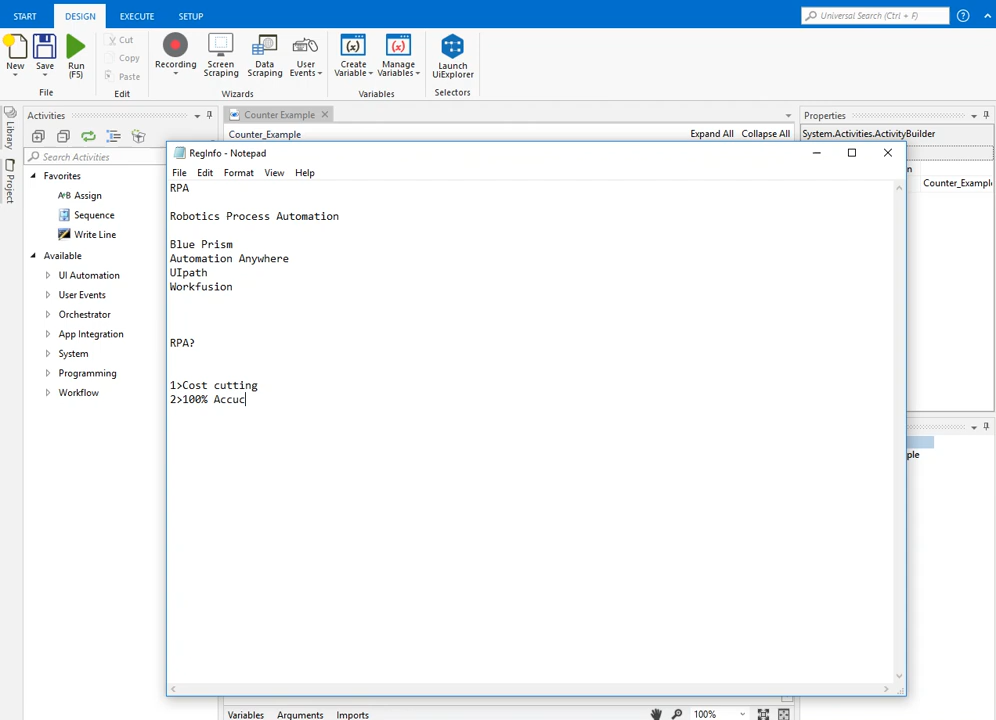 START
DESIGN
EXECUTE
SETUP
Universal Search (Ctrl + F)
New
Save
Run
(F5)
Cut
Copy
Paste
Recording
Screen
Scraping
Data
Scraping
User
Events
Create
Variable
Manage
Variables
Launch
UiExplorer
File
Edit
Wizards
Variables
Selectors
Library
Project
Activities
Search Activities
Favorites
Assign
Sequence
Write Line
Available
UI Automation
User Events
Orchestrator
App Integration
System
Programming
Workflow
Counter Example
Counter_Example
Expand All
Collapse All
Properties
System.Activities.ActivityBuilder
n
Counter_Example
ple
RegInfo - Notepad
File
Edit
Format
View
Help
RPA
Robotics Process Automation
Blue Prism
Automation Anywhere
UIpath
Workfusion
RPA?
1>Cost cutting
2>100% Accuc
Variables
Arguments
Imports
100%